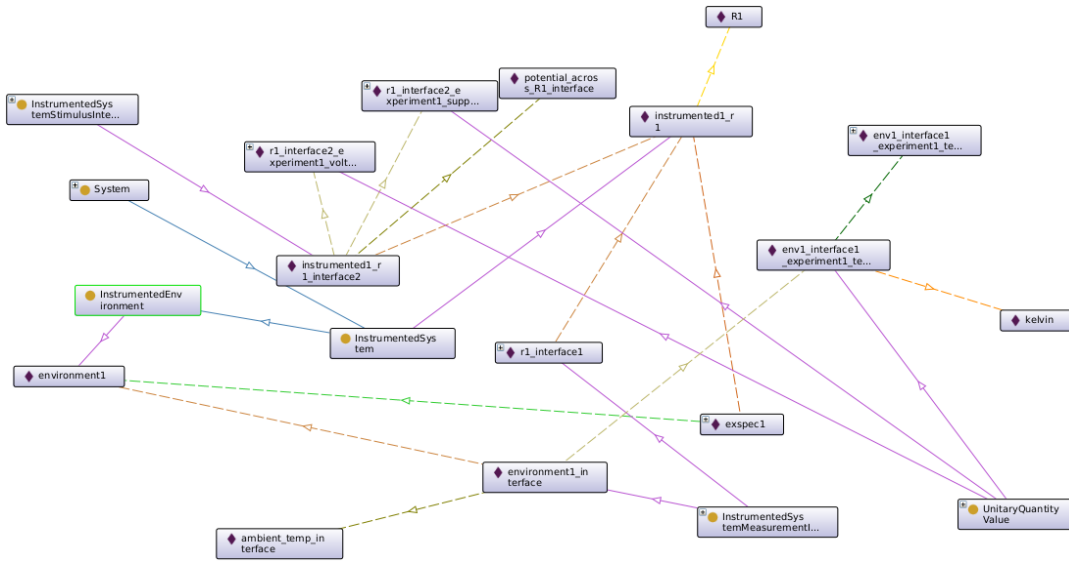 R1
potential_acros
s_R1_interface
r1_interface2_e
xperiment1_supp...
InstrumentedSys
temStimulusInte...
instrumented1_r
1
env1_interface1
_experiment1_te...
r1_interface2_e
xperiment1_volt...
System
env1_interface1
_experiment1_te...
instrumented1_r
1_interface2
InstrumentedEnv
ironment
kelvin
InstrumentedSys
tem
r1_interface1
environment1
exspec1
environment1_in
terface
UnitaryQuantity
Value
InstrumentedSys
temMeasurementI...
ambient_temp_in
terface